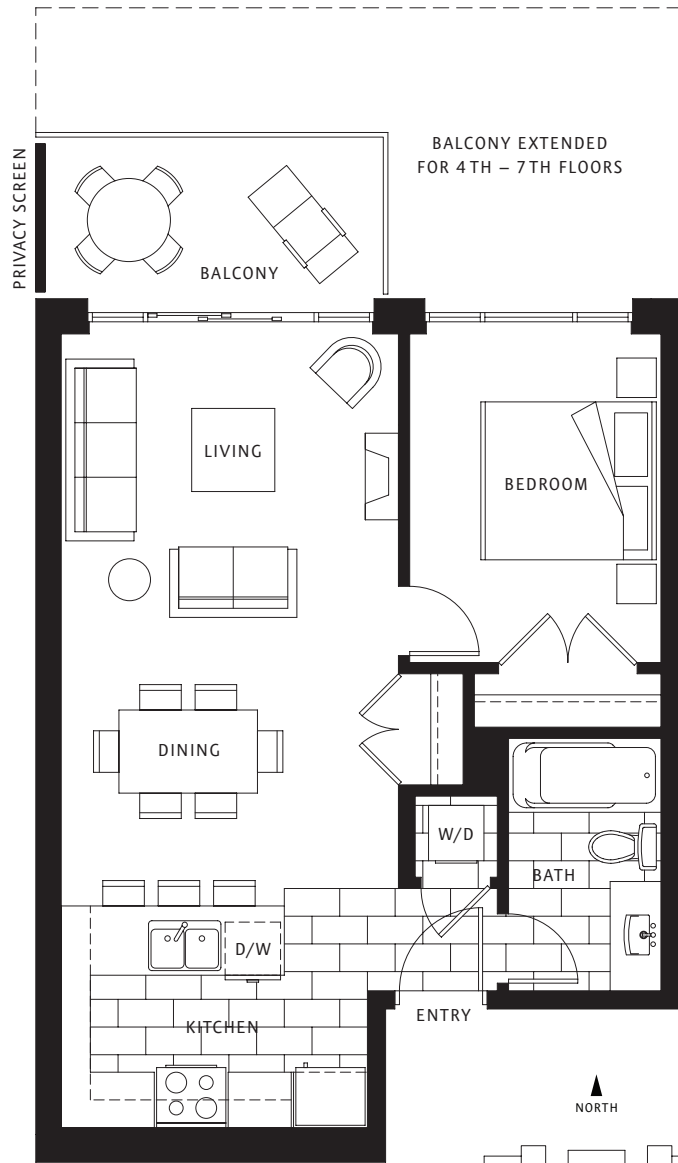 BALCONY EXTENDED
FOR 4TH – 7TH FLOORS
PRIVACY SCREEN
BALCONY
LIVING
BEDROOM
DINING
W/D
BATH
D/W
KITCHEN
ENTRY
NORTH